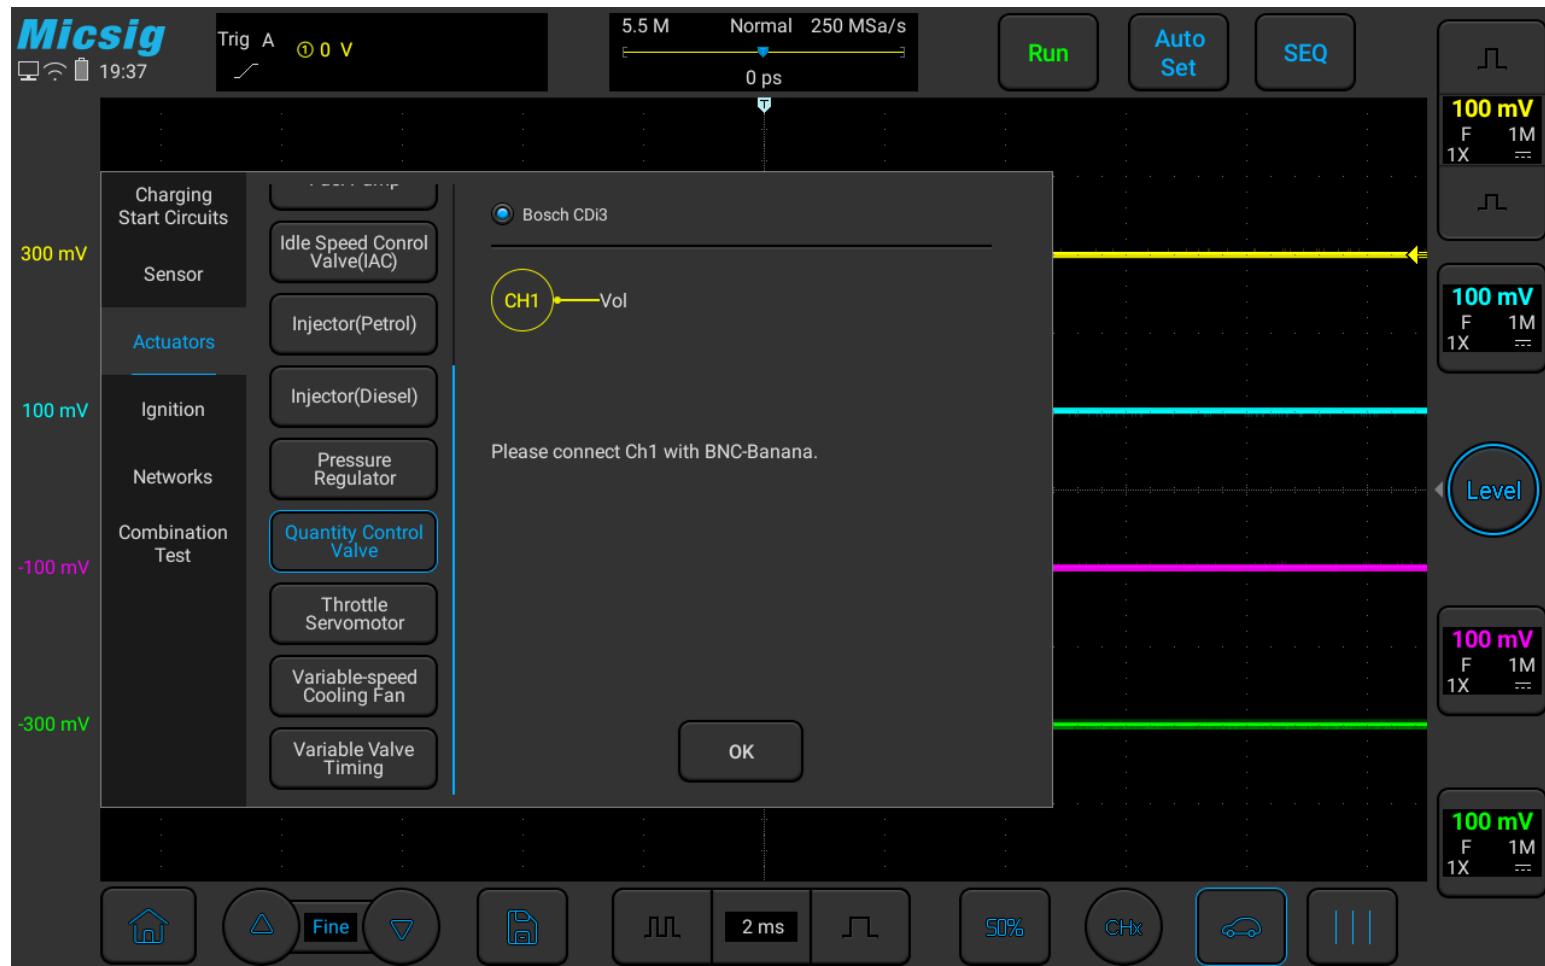 Micsig
19:37
Trig A
① 0 V
5.5 M Normal 250 MSa/s
0 ps
Run
Auto
Set
SEQ
T
100 mV
F 1M
1X
300 mV
100 mV
-100 mV
-300 mV
Charging
Start Circuits
Sensor
Actuators
Ignition
Networks
Combination
Test
Idle Speed Conrol
Valve(IAC)
Injector(Petrol)
Injector(Diesel)
Pressure
Regulator
Quantity Control
Valve
Throttle
Servomotor
Variable-speed
Cooling Fan
Variable Valve
Timing
Bosch CDi3
CH1 Vol
Please connect Ch1 with BNC-Banana.
OK
100 mV
F 1M
1X
Level
100 mV
F 1M
1X
100 mV
F 1M
1X
Fine
2 ms
50%
CHx